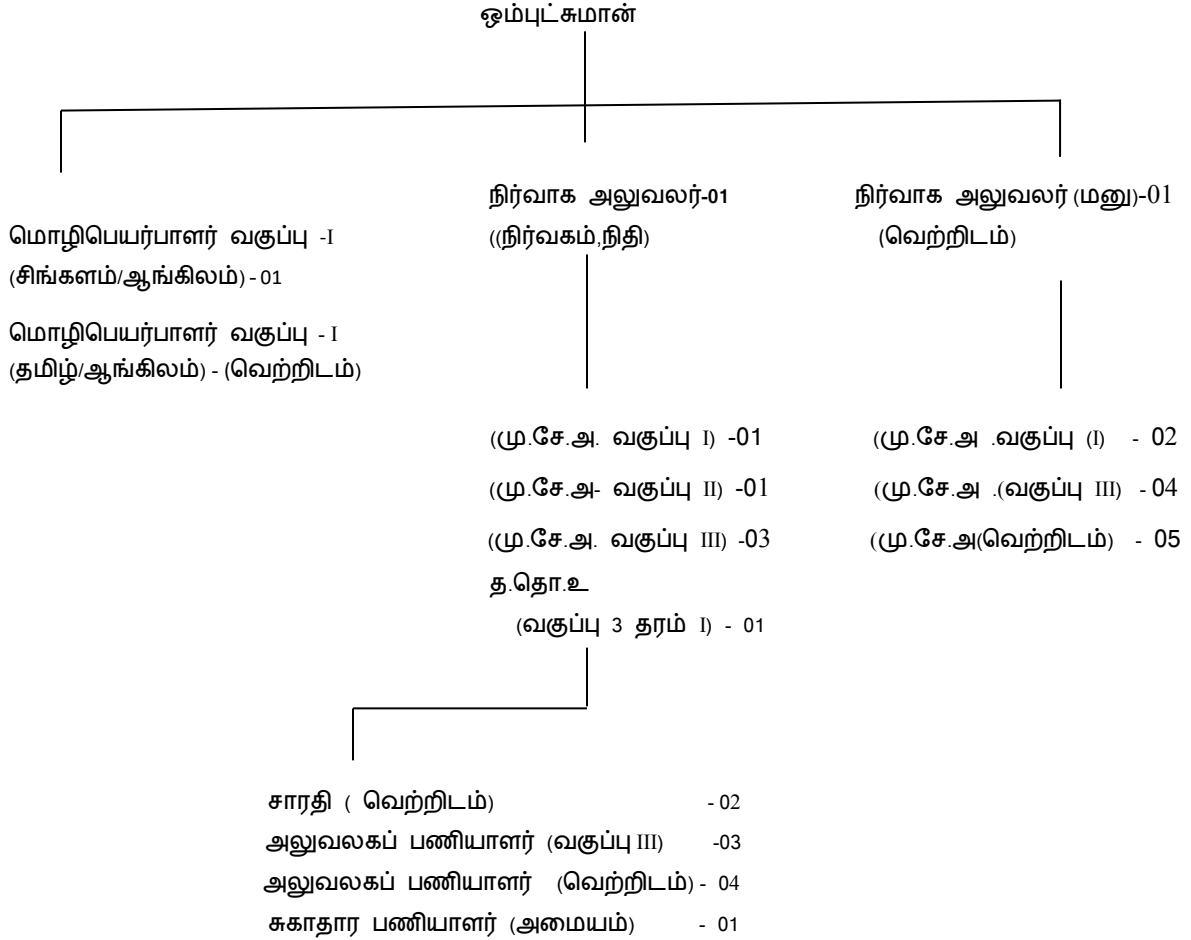 ஒம்புட்சுமான்
மொழிபெயர்பாளர் வகுப்பு -I
(சிங்களம்/ஆங்கிலம்) - 01
மொழிபெயர்பாளர் வகுப்பு - I
(தமிழ்/ஆங்கிலம்) - (வெற்றிடம்)
நிர்வாக அலுவலர்-01
((நிர்வகம்,நிதி)
நிர்வாக அலுவலர் (மனு)-01
(வெற்றிடம்)
(மு.சே.அ. வகுப்பு I) -01
(மு.சே.அ- வகுப்பு II) -01
(மு.சே.அ. வகுப்பு III) -03
த.தொ.உ
(வகுப்பு 3 தரம் I) - 01
(மு.சே.அ .வகுப்பு (I) - 02
(மு.சே.அ .(வகுப்பு III) - 04
(மு.சே.அ(வெற்றிடம்) - 05
சாரதி ( வெற்றிடம்) - 02
அலுவலகப் பணியாளர் (வகுப்பு III) -03
அலுவலகப் பணியாளர் (வெற்றிடம்) - 04
சுகாதார பணியாளர் (அமையம்) - 01